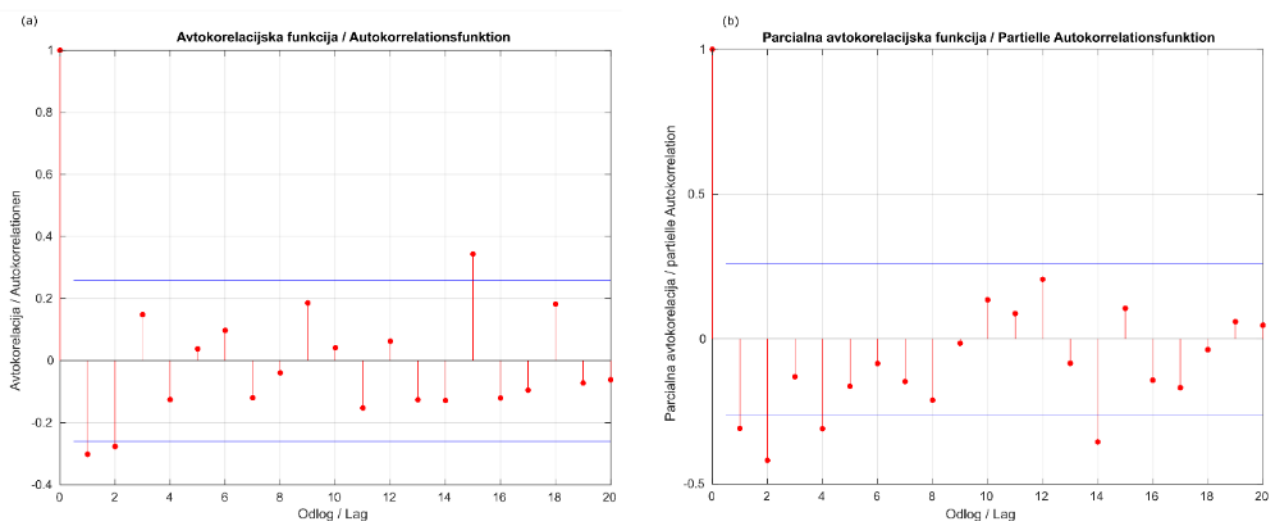 (a)
Avtokorelacijska funkcija / Autokorrelationsfunktion
Avtokorelacija / Autokorrelationen
1
0.8
0.6
0.4
0.2
0
-0.2
-0.4
0 2 4 6 8 10 12 14 16 18 20
Odlog / Lag
(b)
Parcialna avtokorelacijska funkcija / Partielle Autokorrelationsfunktion
Parcialna avtokorelacija / partielle Autokorrelation
1
0.5
0
-0.5
0 2 4 6 8 10 12 14 16 18 20
Odlog / Lag